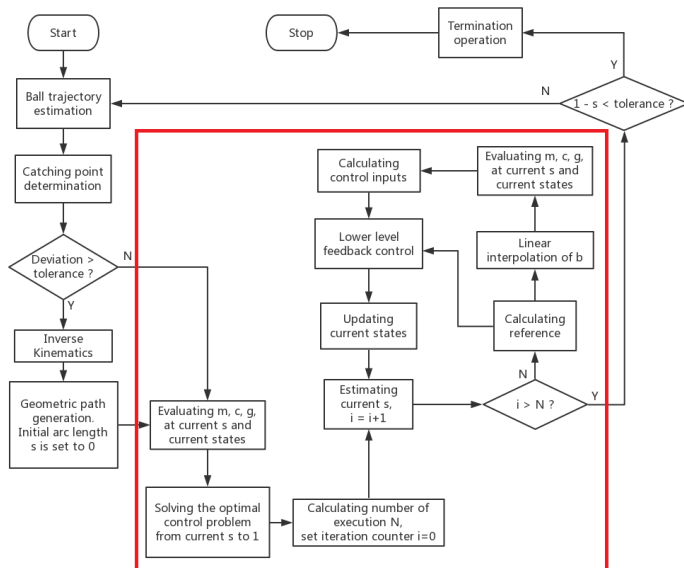 Start
Stop
Termination
operation
Y
1 - s < tolerance ?
N
Ball trajectory
estimation
Catching point
determination
Deviation >
tolerance ?
N
Y
Inverse
Kinematics
Geometric path
generation.
Initial arc length
s is set to 0
Evaluating m, c, g,
at current s and
current states
Solving the optimal
control problem
from current s to 1
Calculating number of
execution N,
set iteration counter i=0
Estimating
current s,
i = i+1
i > N ?
N
Y
Calculating
reference
Linear
interpolation of b
Evaluating m, c, g,
at current s and
current states
Calculating
control inputs
Lower level
feedback control
Updating
current states